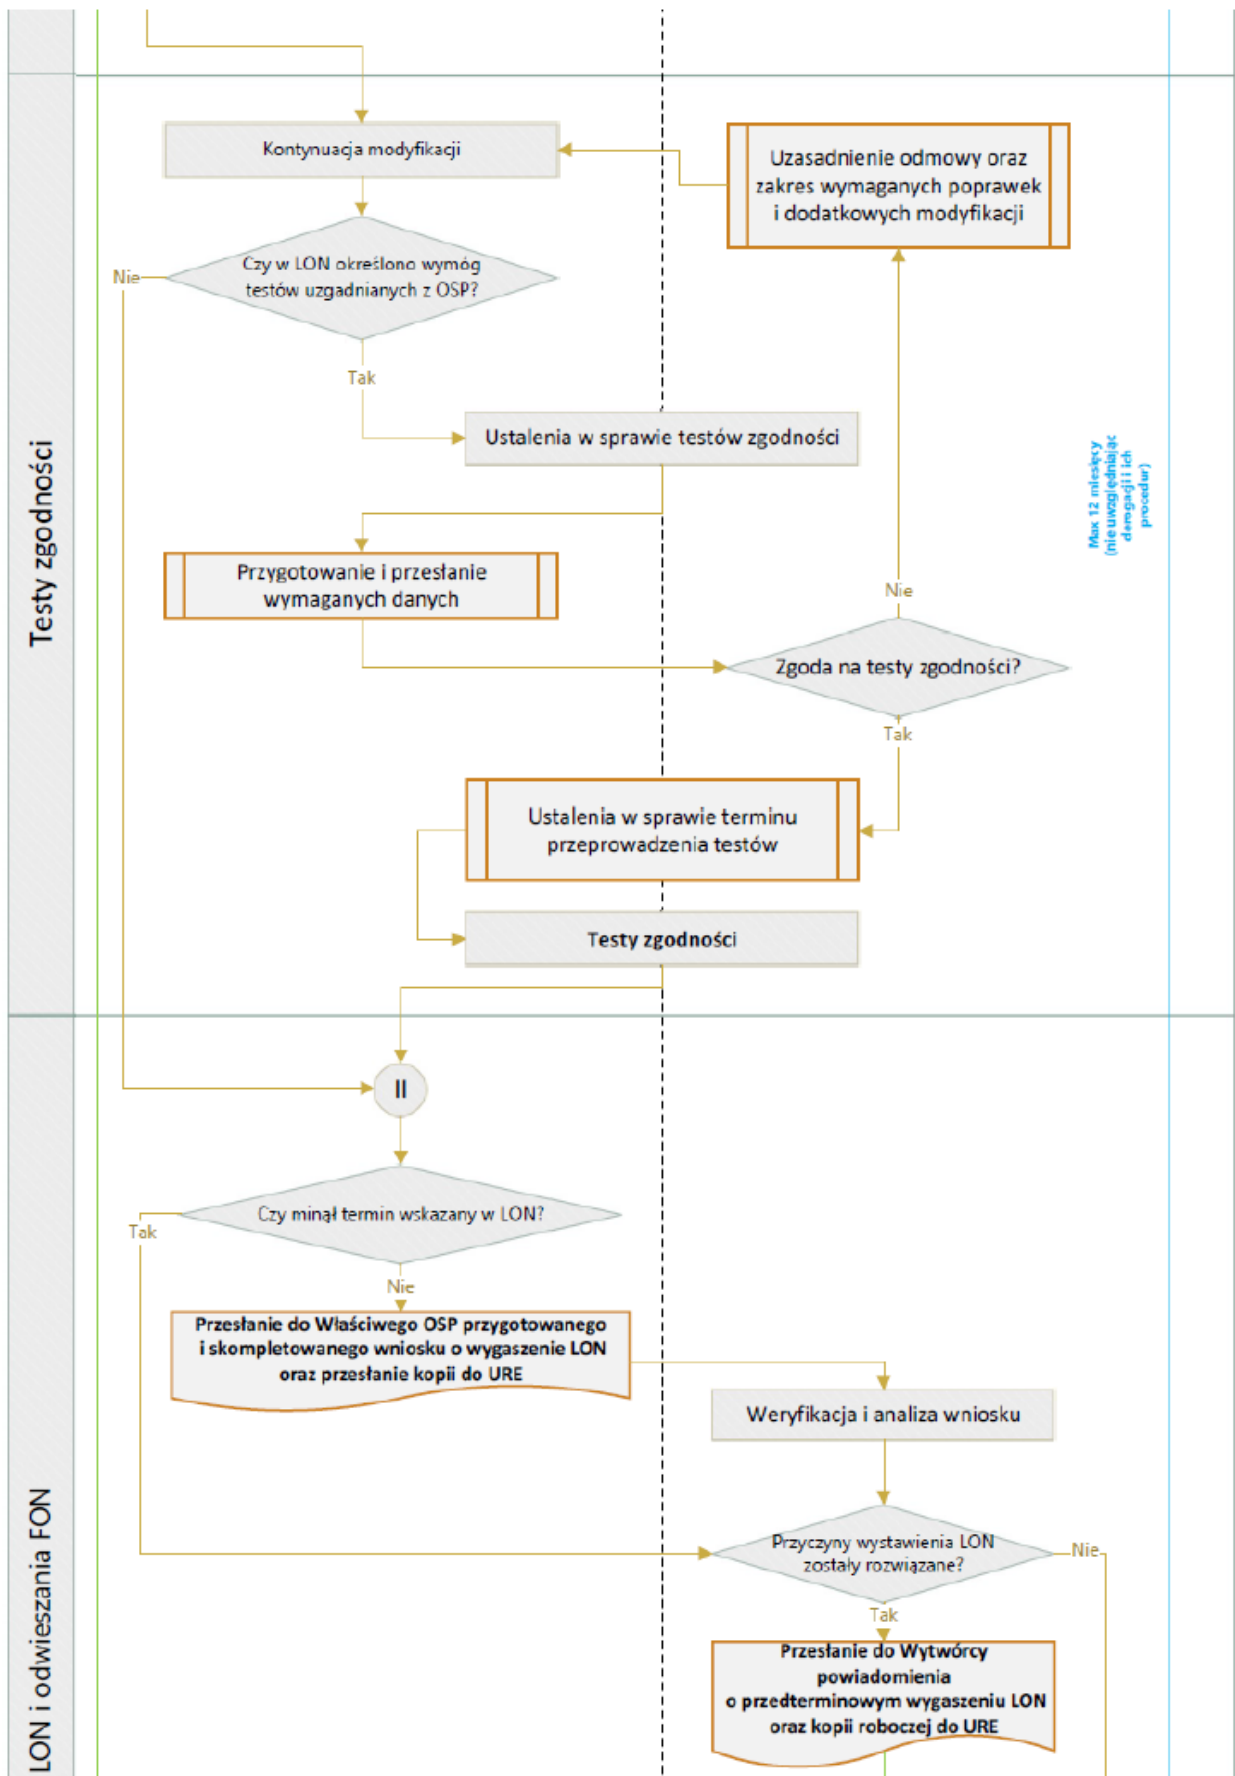 Testy zgodności
Kontynuacja modyfikacji
Uzasadnienie odmowy oraz
zakres wymaganych poprawek
i dodatkowych modyfikacji
Czy w LON określono wymóg
testów uzgadnianych z OSP?
Nie
Tak
Ustalenia w sprawie testów zgodności
Max 12 miesięcy
(nie uwzględniając
derogacji i ich
procedur)
Przygotowanie i przesłanie
wymaganych danych
Nie
Zgoda na testy zgodności?
Tak
Ustalenia w sprawie terminu
przeprowadzenia testów
Testy zgodności
LON i odwieszania FON
II
Czy minął termin wskazany w LON?
Tak
Nie
Przesłanie do Właściwego OSP przygotowanego
i skompletowanego wniosku o wygaszenie LON
oraz przesłanie kopii do URE
Weryfikacja i analiza wniosku
Przyczyny wystawienia LON
zostały rozwiązane?
Nie
Tak
Przesłanie do Wytwórcy
powiadomienia
o przedterminowym wygaszeniu LON
oraz kopii roboczej do URE